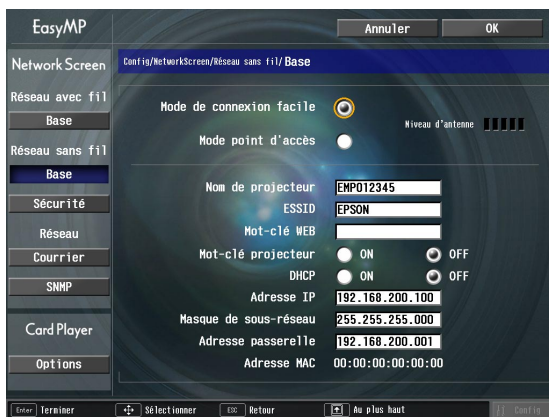 EasyMP
Annuler
OK
Network Screen
Config/NetworkScreen/Réseau sans fil/Base
Réseau avec fil
Base
Réseau sans fil
Base
Sécurité
Réseau
Courrier
SNMP
Card Player
Options
Mode de connexion facile
Niveau d'antenne
Mode point d'accès
Nom de projecteur EMP012345
ESSID EPSON
Mot-clé WEB
Mot-clé projecteur ON OFF
DHCP ON OFF
Adresse IP 192.168.200.100
Masque de sous-réseau 255.255.255.000
Adresse passerelle 192.168.200.001
Adresse MAC 00:00:00:00:00:00
Enter Terminer Sélectionner ESC Retour Au plus haut Config